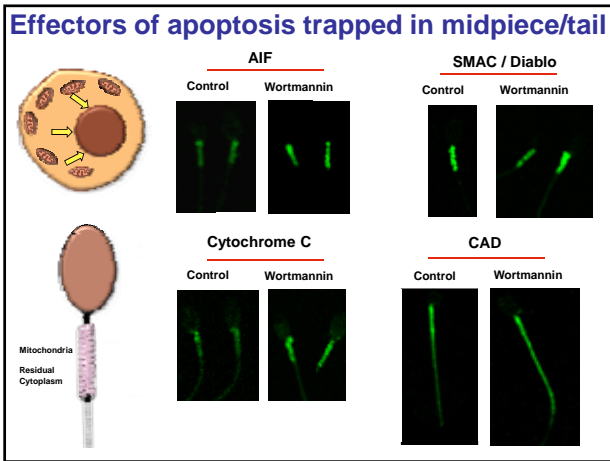 Effectors of apoptosis trapped in midpiece/tail
AIF
Control Wortmannin
SMAC / Diablo
Control Wortmannin
Cytochrome C
Control Wortmannin
CAD
Control Wortmannin
Mitochondria
Residual
Cytoplasm